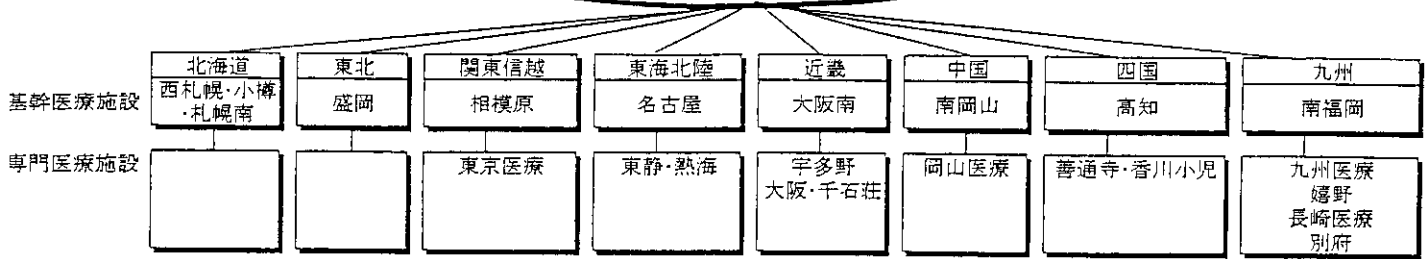 北海道
東北
関東信越
東海北陸
近畿
中国
四国
九州
基幹医療施設
西札幌・小樽
・札幌南
盛岡
相模原
名古屋
大阪南
南岡山
高知
南福岡
専門医療施設
東京医療
東静・熱海
宇多野
大阪・千石荘
岡山医療
善通寺・香川小児
九州医療
嬉野
長崎医療
別府